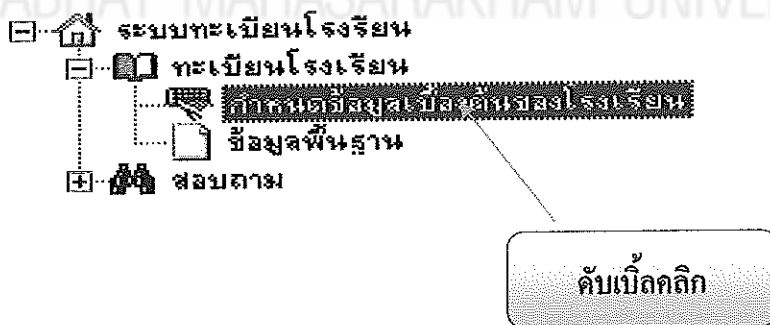 ระบบทะเบียนโรงเรียน
ทะเบียนโรงเรียน
กำหนดข้อมูลเบื้องต้นของโรงเรียน
ข้อมูลพื้นฐาน
สอบถาม
ดับเบิ้ลคลิก